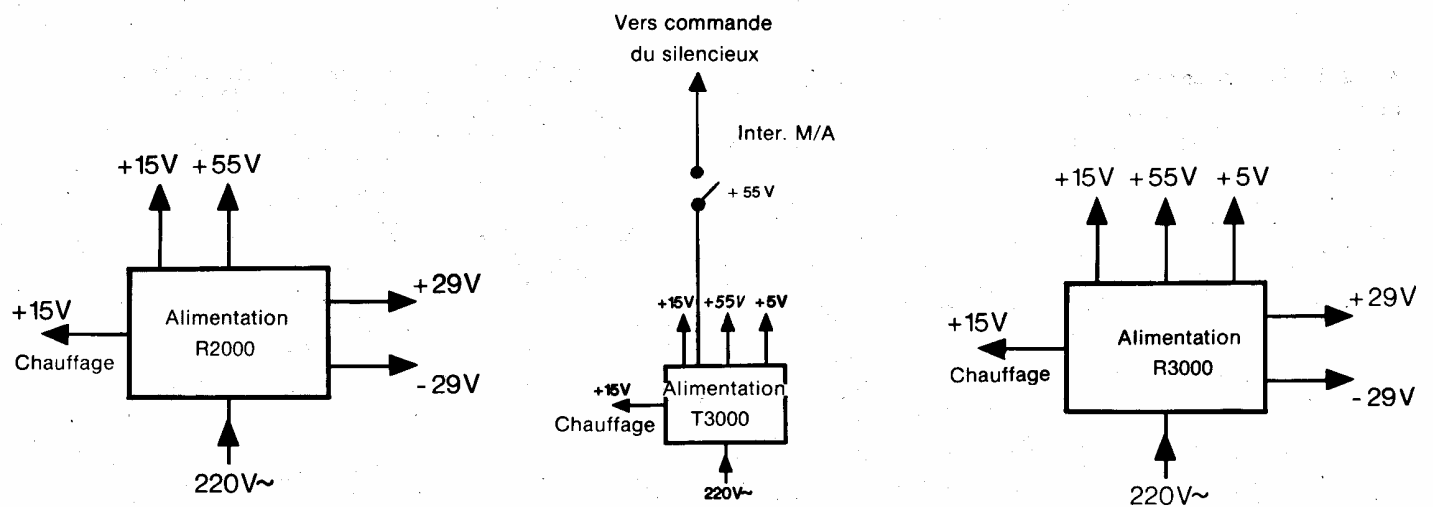 +15V +55V
+15V
Chauffage
Alimentation
R2000
+29V
-29V
220V~
Vers commande
du silencieux
Inter. M/A
+ 55 V
+15V +55V +5V
+15V
Chauffage
Alimentation
T3000
220V~
+15V +55V +5V
+15V
Chauffage
Alimentation
R3000
+29V
-29V
220V~